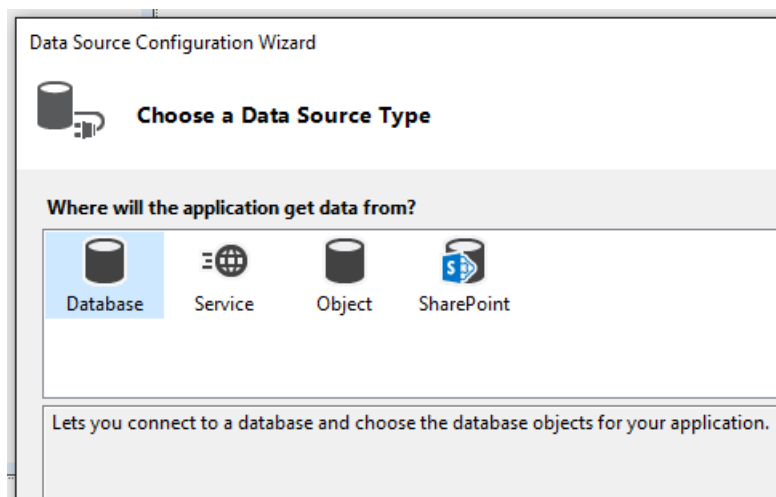 Data Source Configuration Wizard
Choose a Data Source Type
Where will the application get data from?
Database Service Object SharePoint
Lets you connect to a database and choose the database objects for your application.